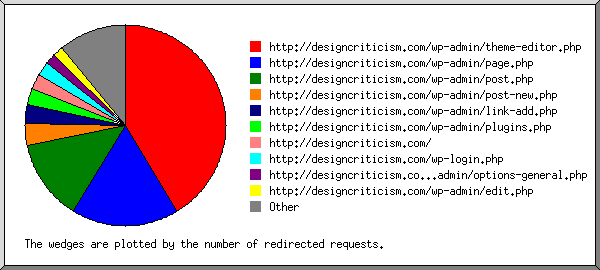 http://designcriticism.com/wp-admin/theme-editor.php
http://designcriticism.com/wp-admin/page.php
http://designcriticism.com/wp-admin/post.php
http://designcriticism.com/wp-admin/post-new.php
http://designcriticism.com/wp-admin/link-add.php
http://designcriticism.com/wp-admin/plugins.php
http://designcriticism.com/
http://designcriticism.com/wp-login.php
http://designcriticism.co...admin/options-general.php
http://designcriticism.com/wp-admin/edit.php
Other
The wedges are plotted by the number of redirected requests.